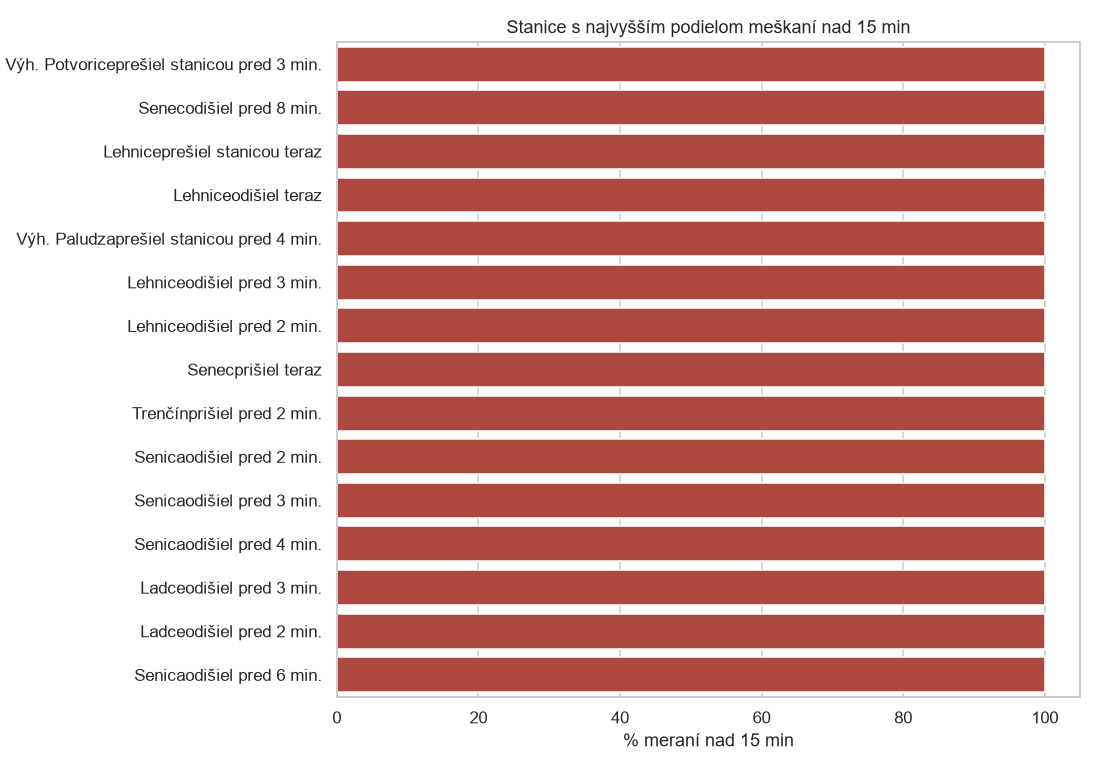 Stanice s najvyšším podielom meškaní nad 15 min
Výh. Potvoriceprešiel stanicou pred 3 min.
Senecodišiel pred 8 min.
Lehniceprešiel stanicou teraz
Lehniceodišiel teraz
Výh. Paludzaprešiel stanicou pred 4 min.
Lehniceodišiel pred 3 min.
Lehniceodišiel pred 2 min.
Senecprišiel teraz
Trenčínprišiel pred 2 min.
Senicaodišiel pred 2 min.
Senicaodišiel pred 3 min.
Senicaodišiel pred 4 min.
Ladceodišiel pred 3 min.
Ladceodišiel pred 2 min.
Senicaodišiel pred 6 min.
0 20 40 60 80 100
% meraní nad 15 min